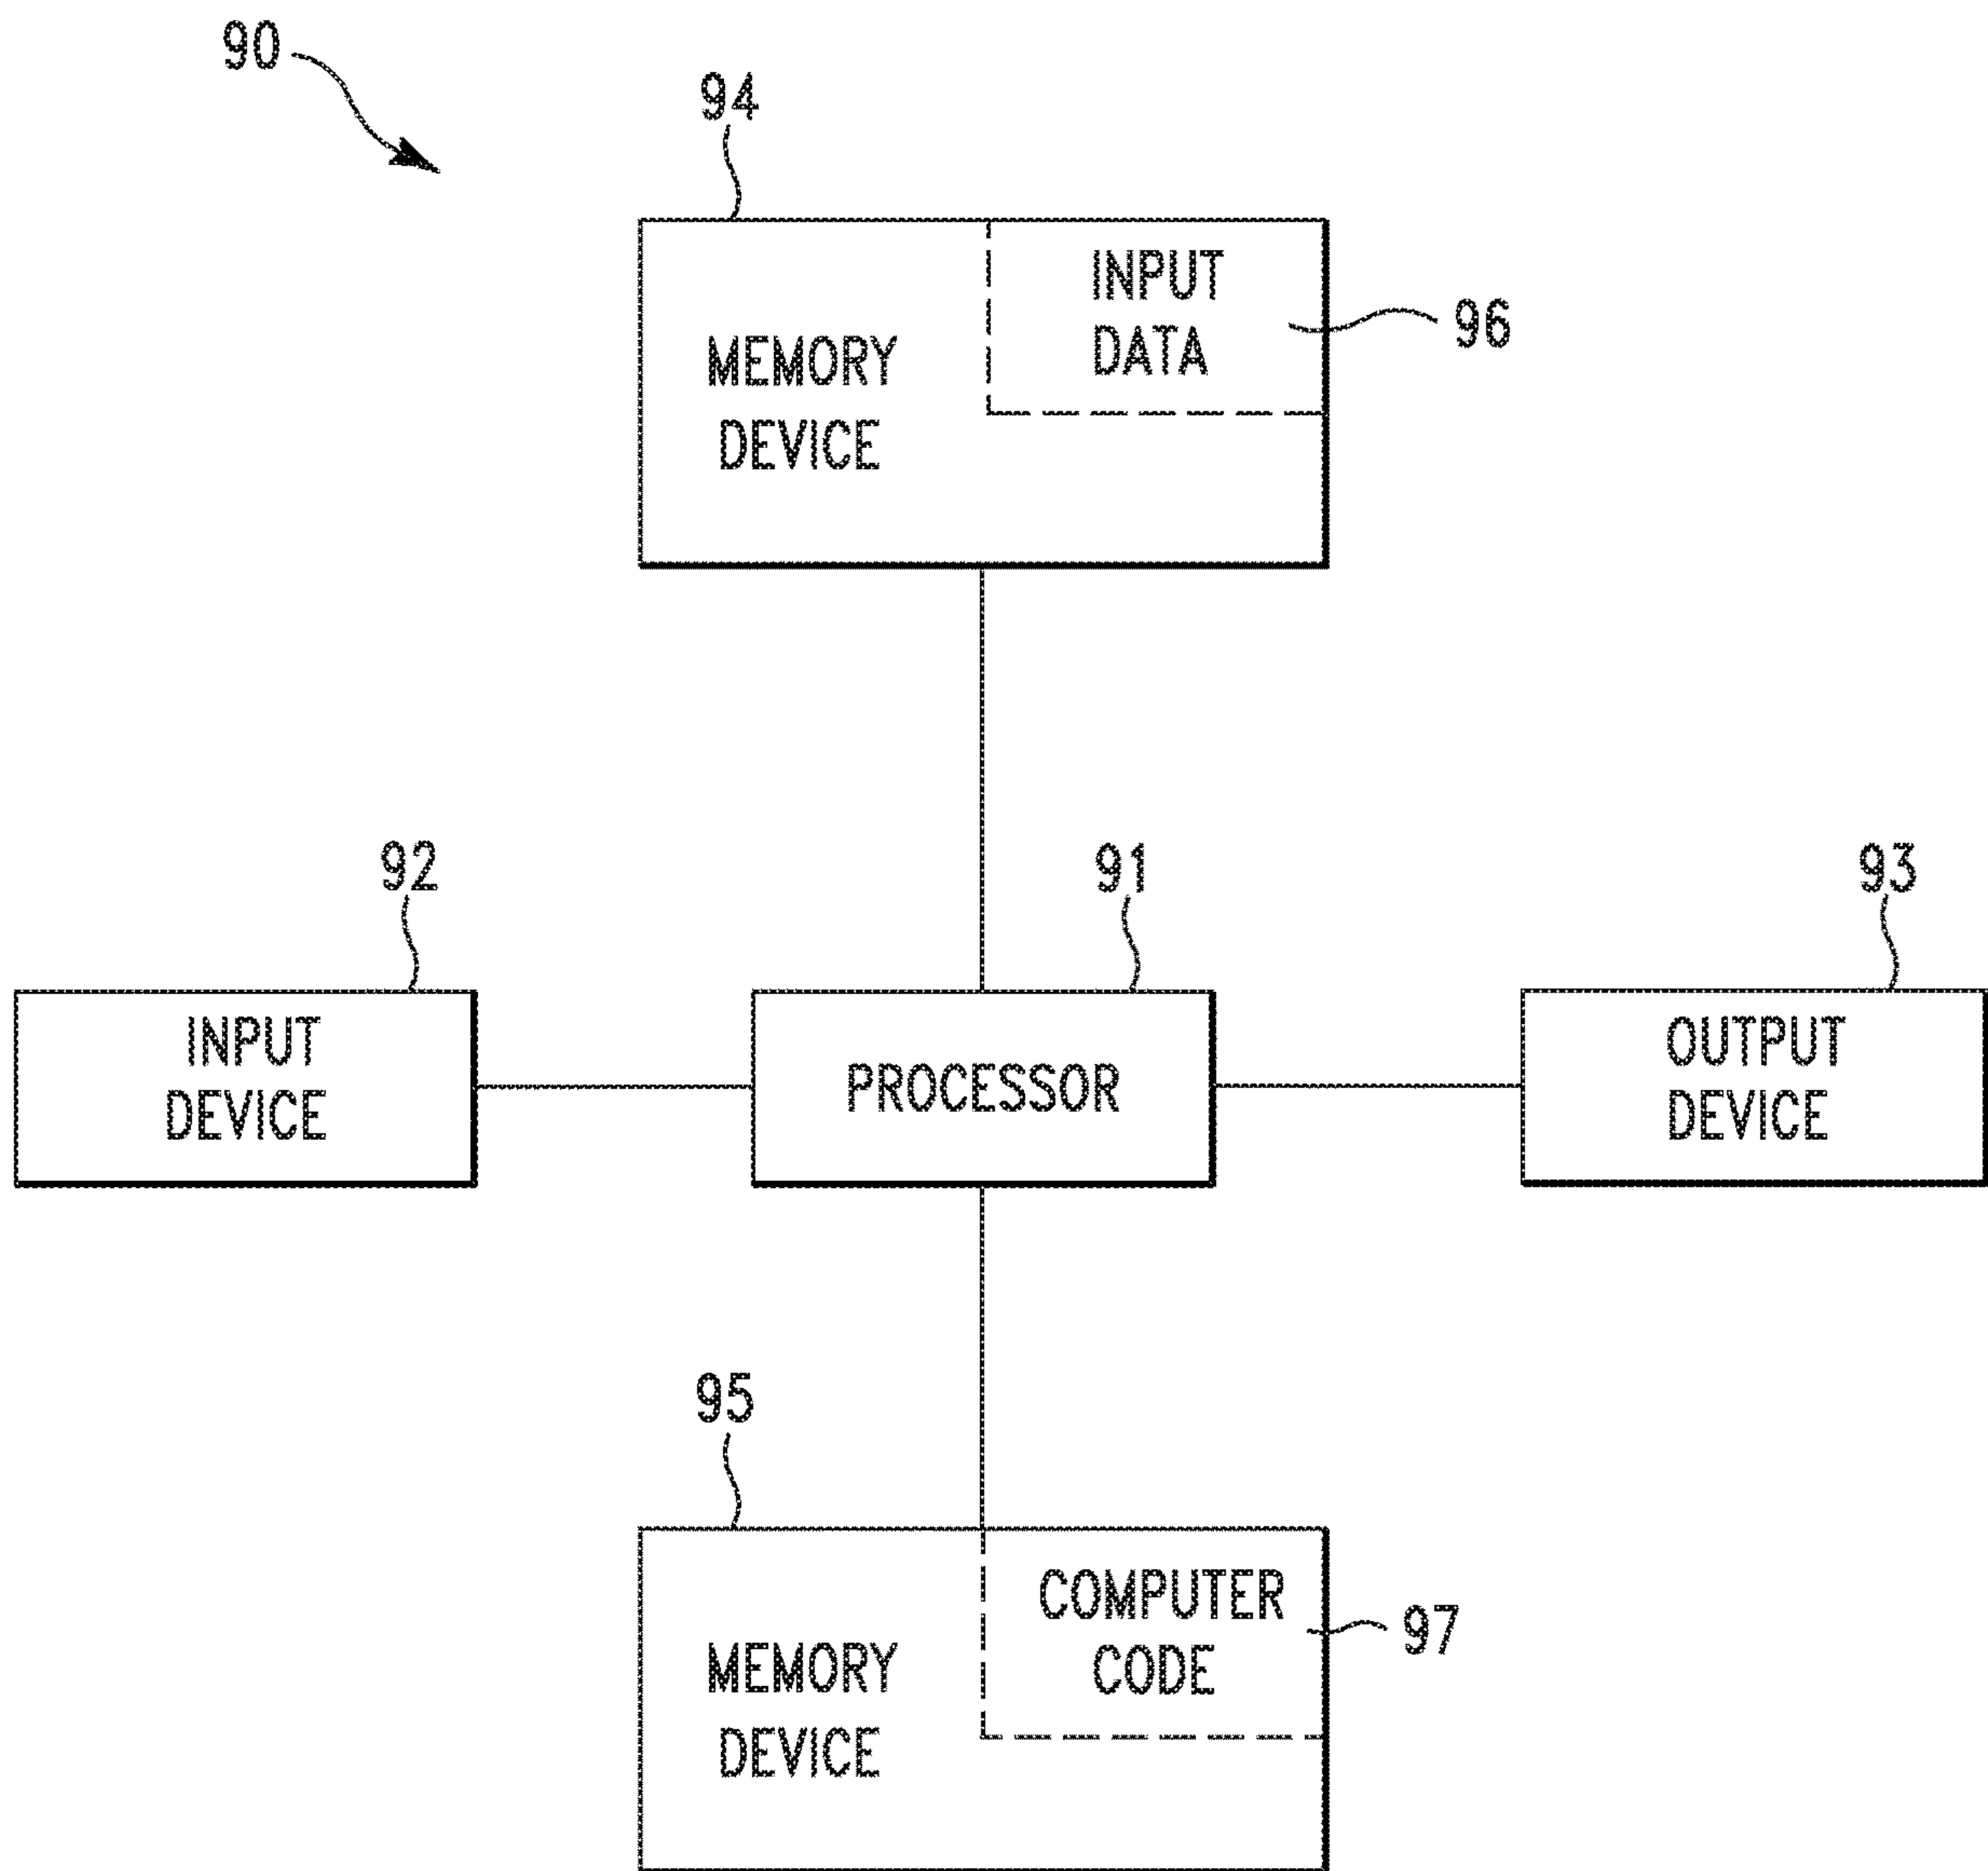 90
94
INPUT
DATA
96
MEMORY
DEVICE
92
91
93
INPUT
DEVICE
PROCESSOR
OUTPUT
DEVICE
95
COMPUTER
CODE
97
MEMORY
DEVICE